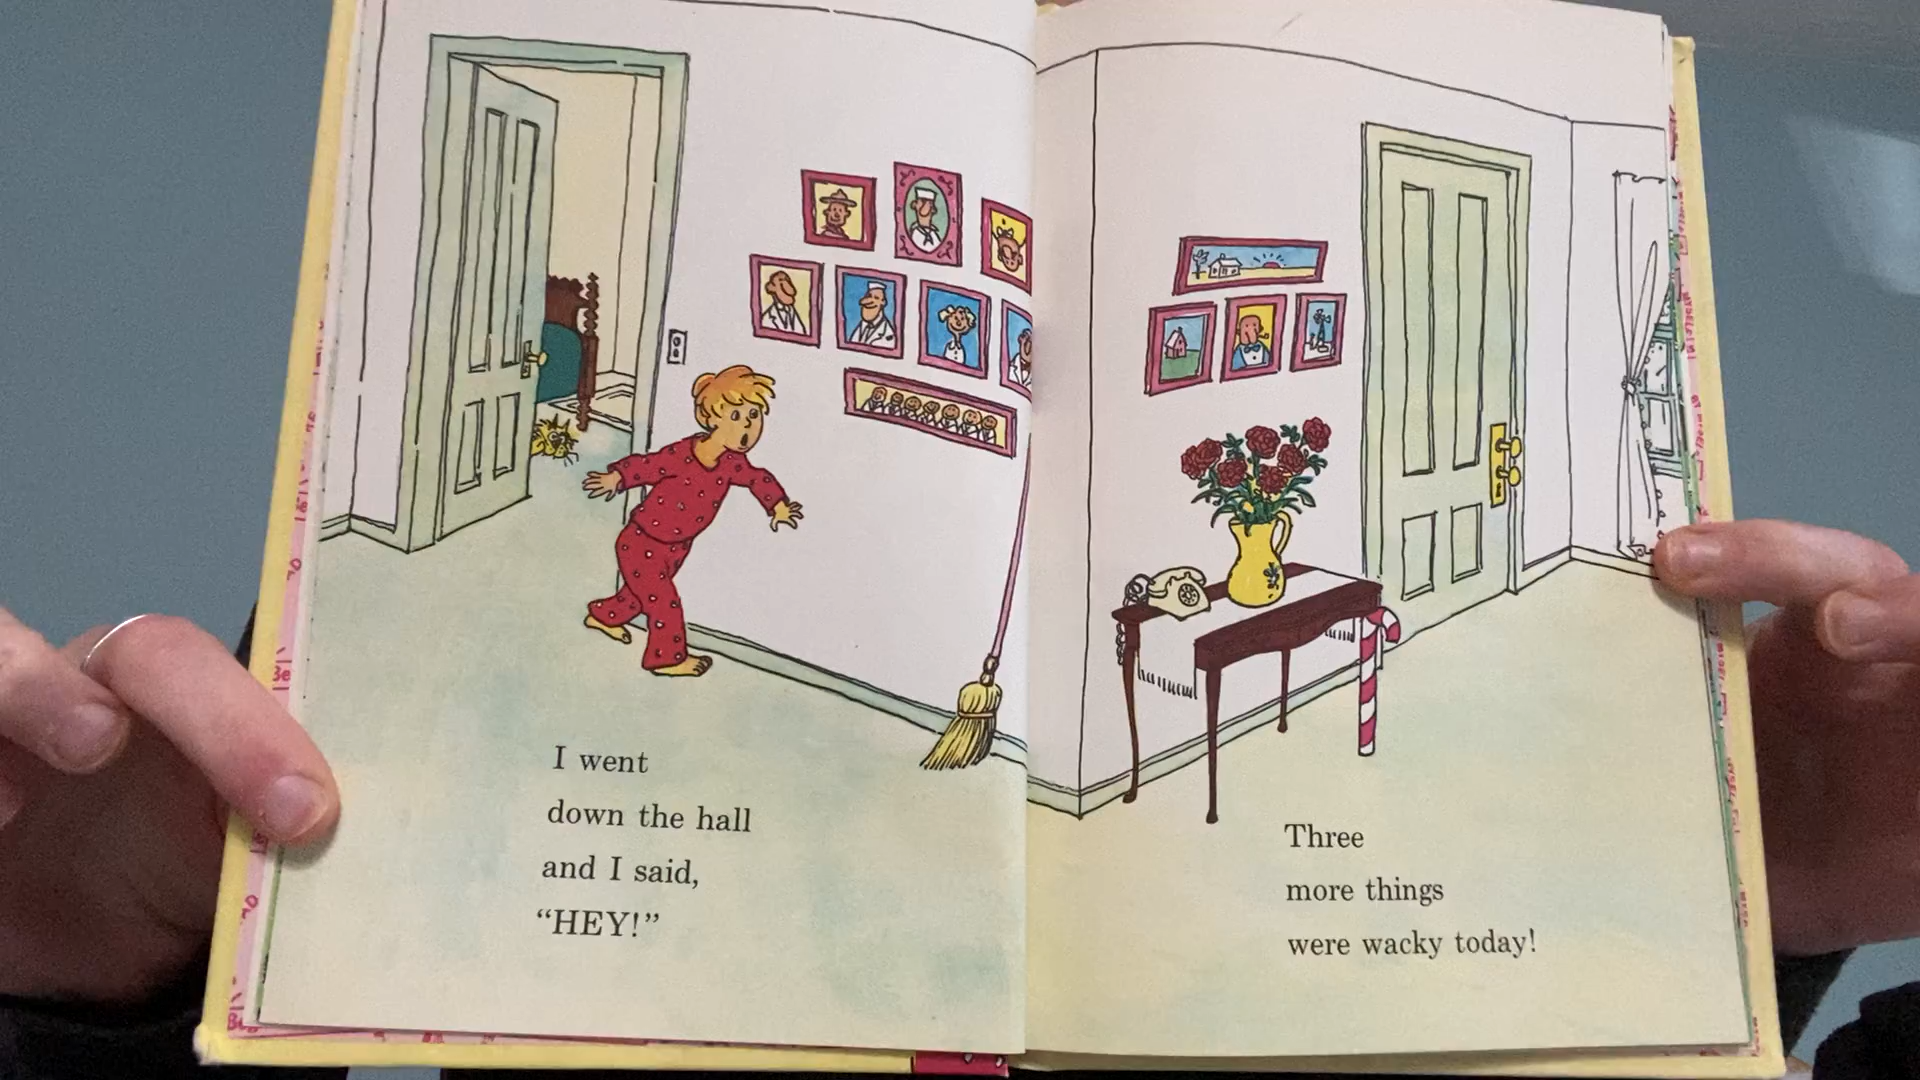 I went
down the hall
and I said,
“HEY!”
Three
more things
were wacky today!